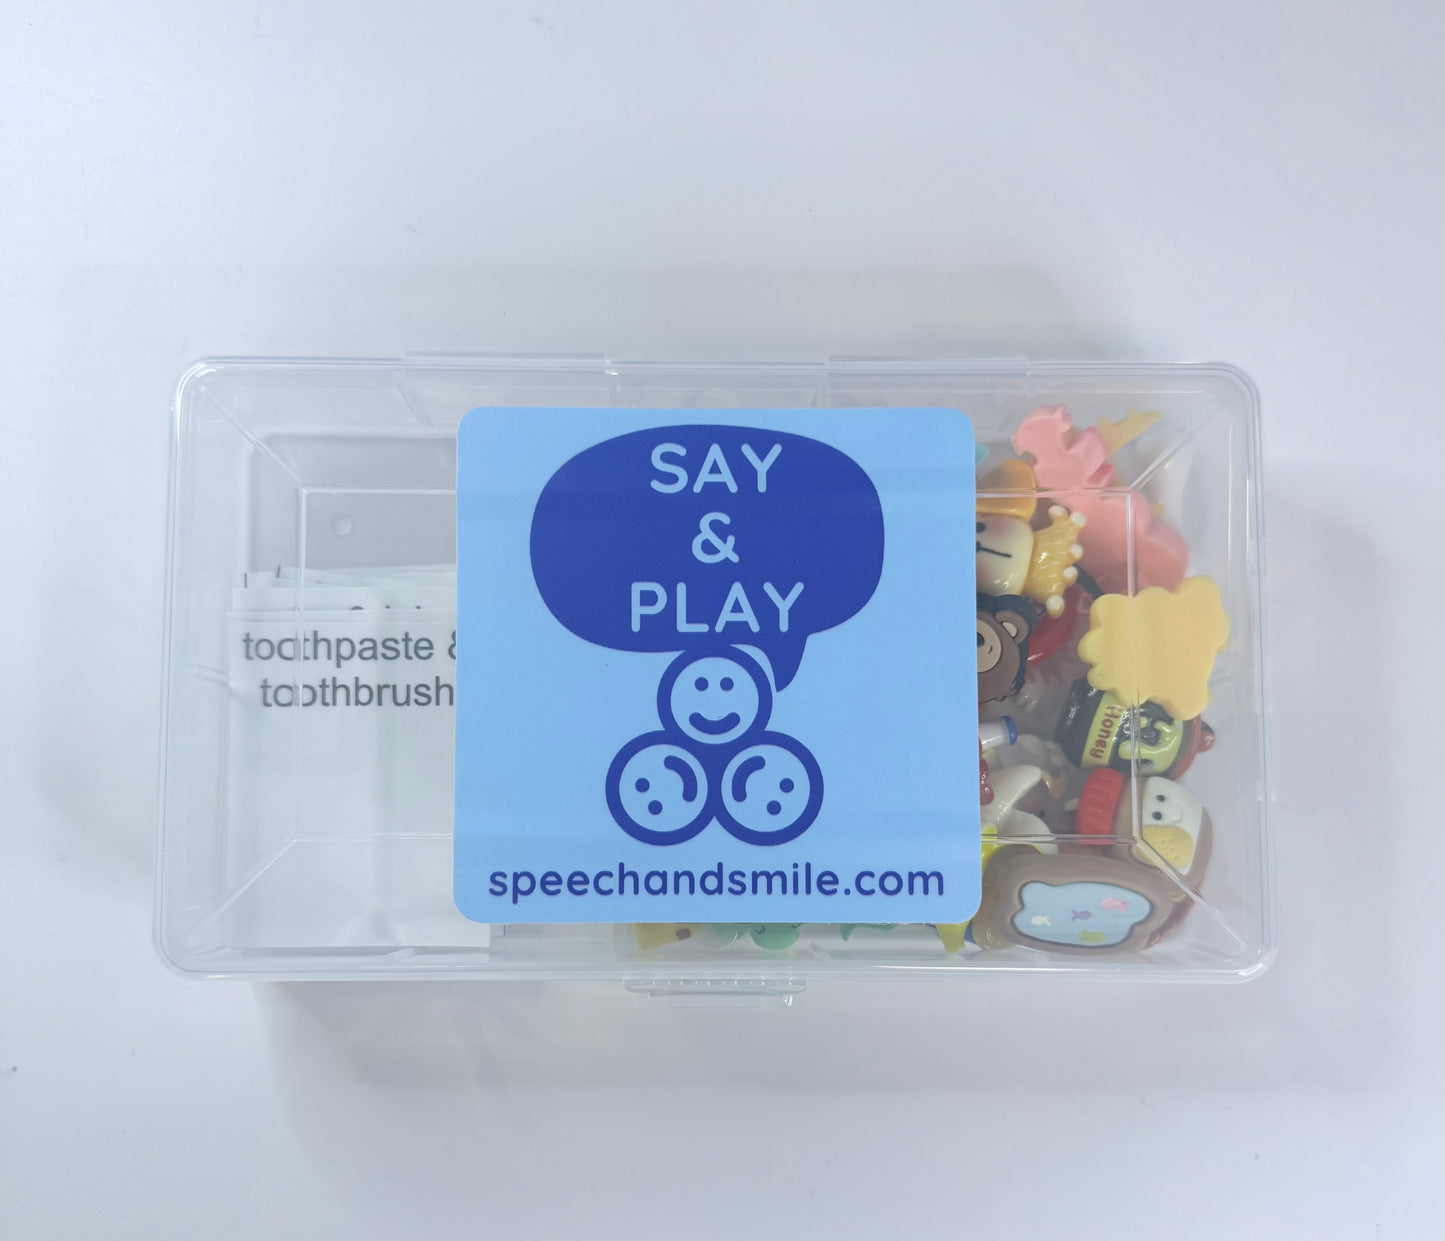 SAY
&
PLAY
speechandsmile.com
toothpaste &
toothbrush
Honey